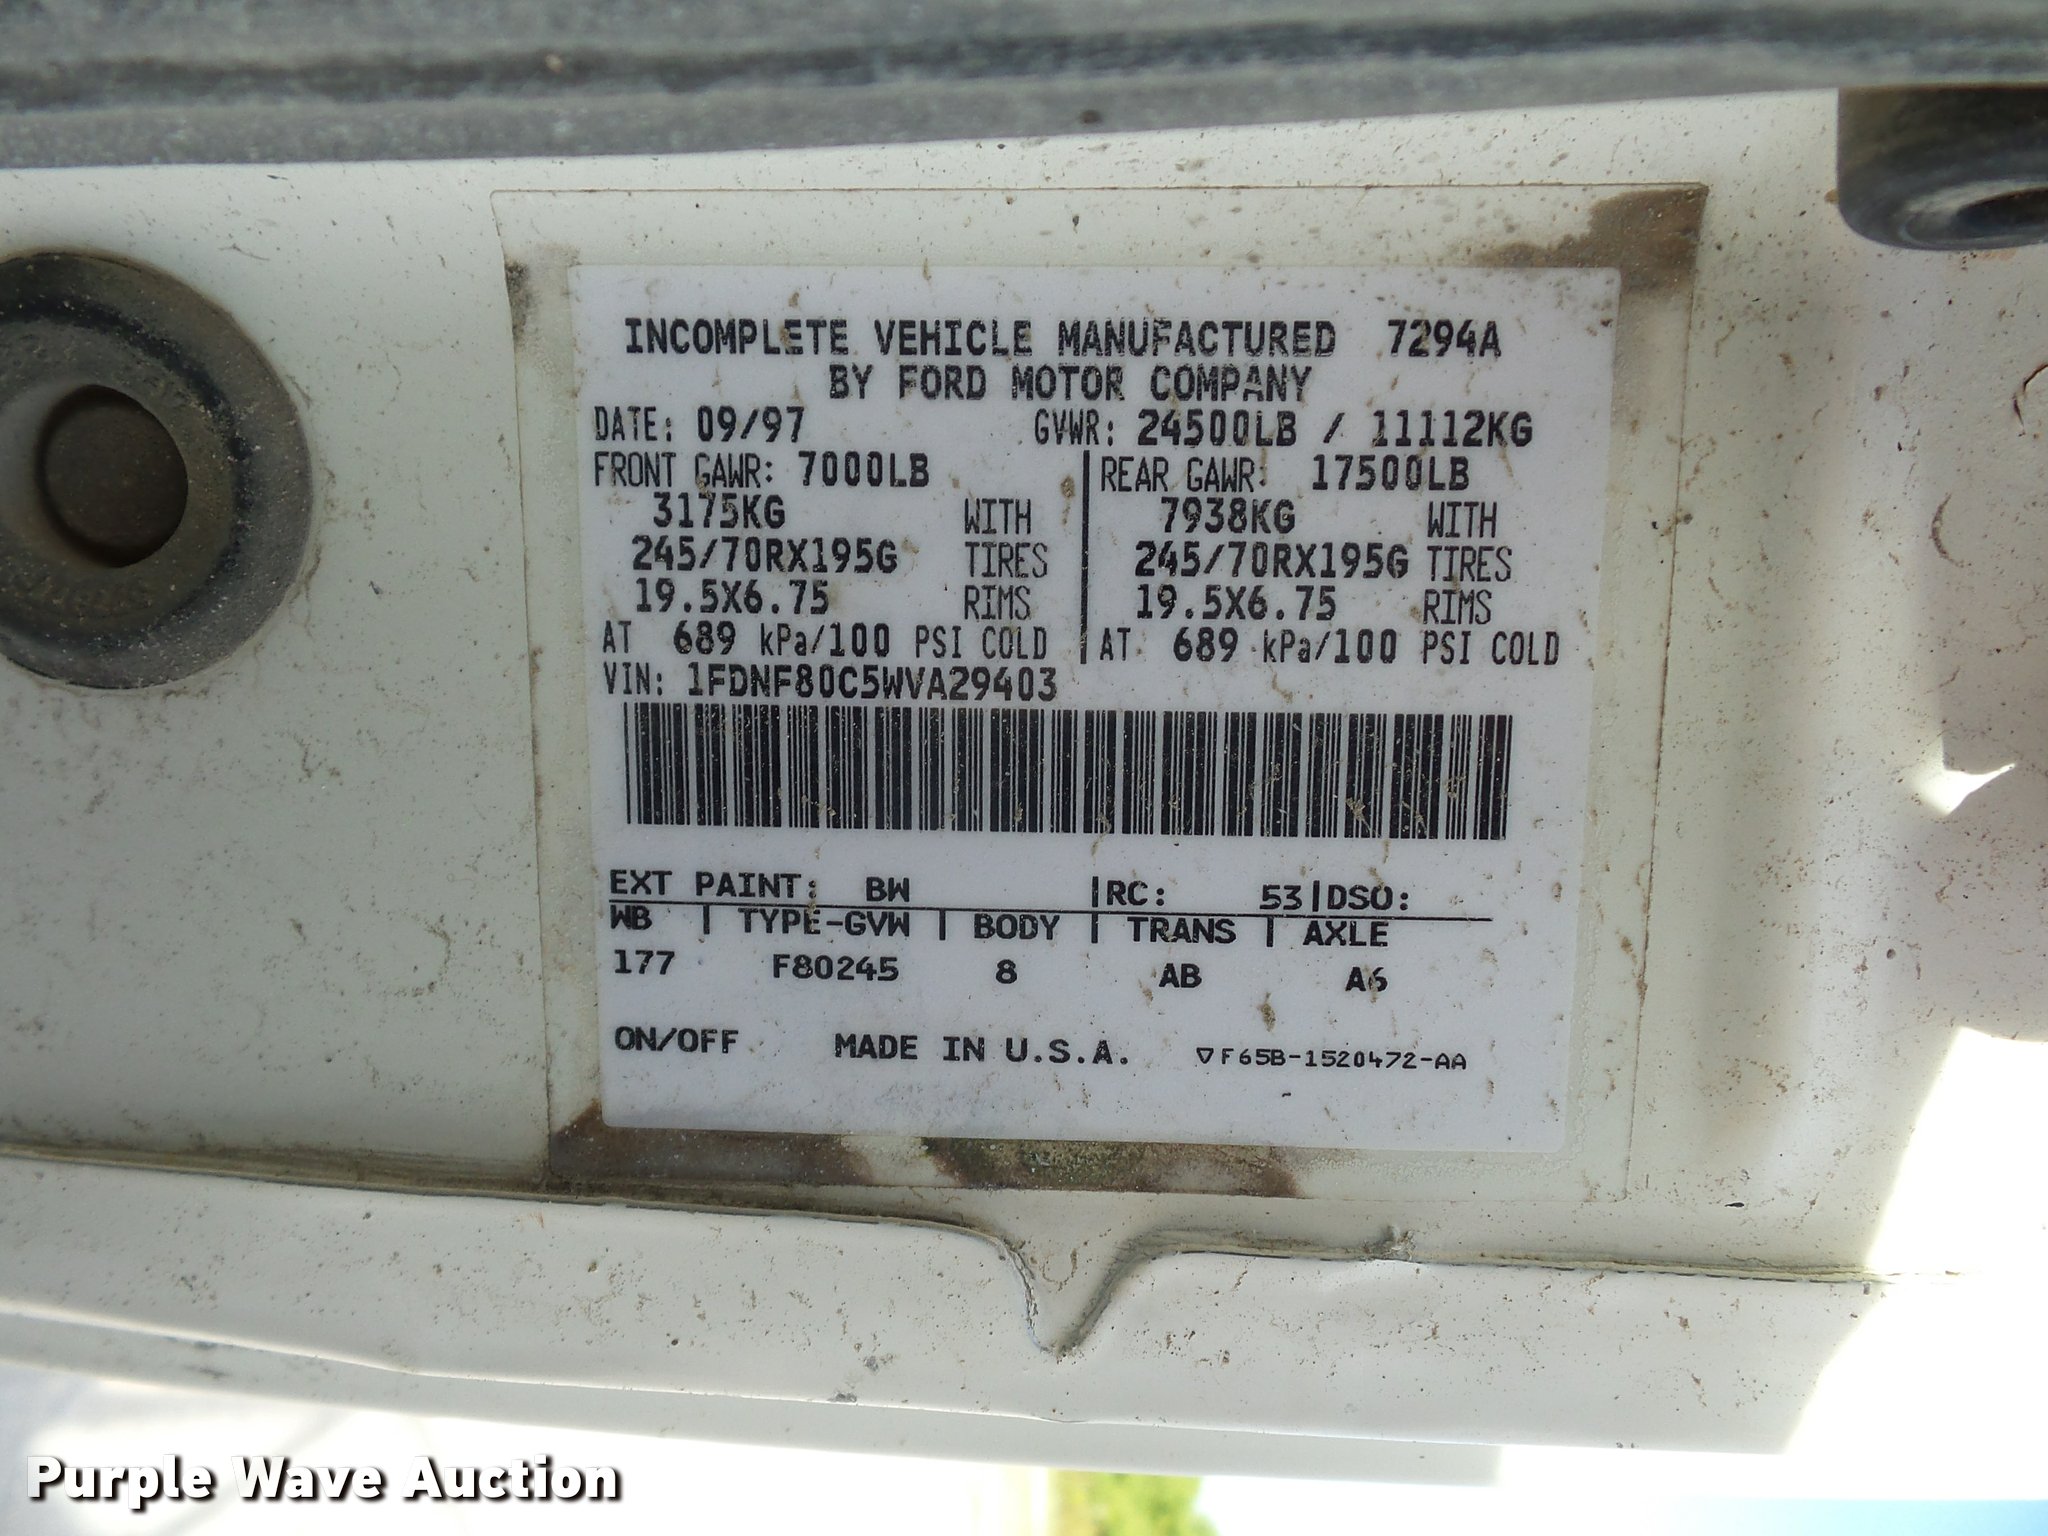 INCOMPLETE VEHICLE MANUFACTURED 7294A
BY FORD MOTOR COMPANY
DATE: 09/97 GVWR: 24500LB / 11112KG
FRONT GAWR: 7000LB REAR GAWR: 17500LB
3175KG WITH 7938KG WITH
245/70RX195G TIRES 245/70RX195G TIRES
19.5X6.75 RIMS 19.5X6.75 RIMS
AT 689 kPa/100 PSI COLD AT 689 kPa/100 PSI COLD
VIN: 1FDNF80C5WVA29403
EXT PAINT: BW |RC: 53|DSO:
WB | TYPE-GVW | BODY | TRANS | AXLE
177 F80245 8 AB A6
ON/OFF MADE IN U.S.A. ▽F65B-1520472-AA
Purple Wave Auction